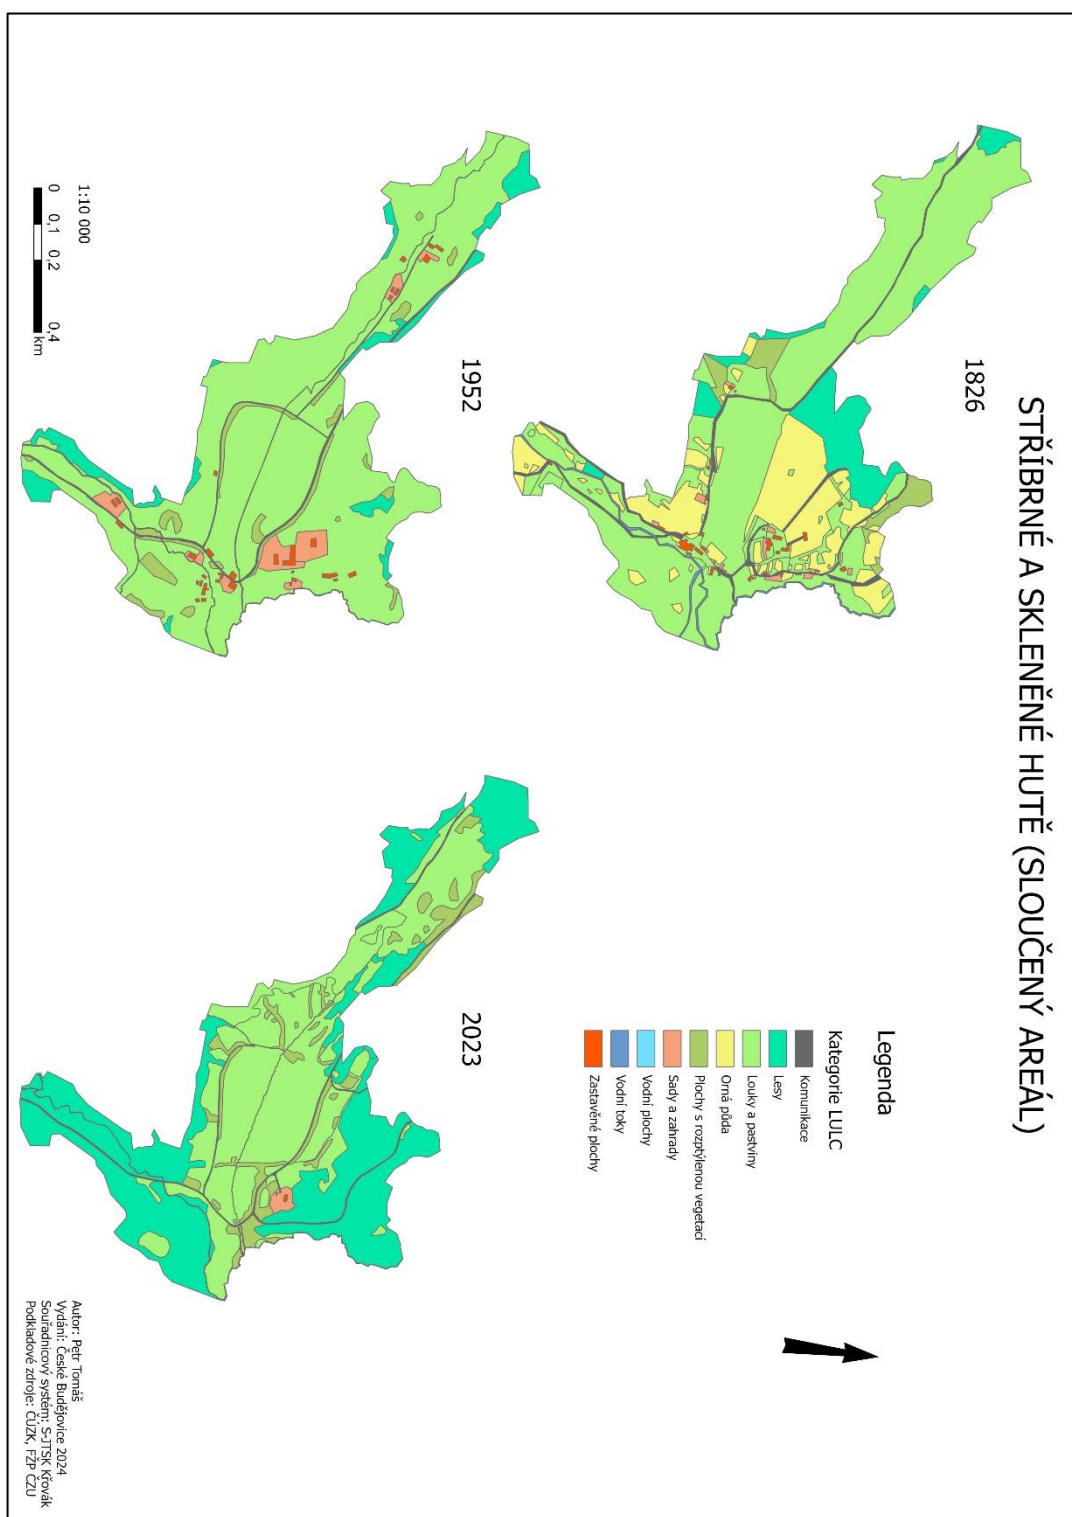 STŘÍBRNÉ A SKLENĚNÉ HUTĚ (SLOUČENÝ AREÁL)
1826
Legenda
Kategorie LULC
Komunikace
Lesy
Louky a pastviny
Orná půda
Plochy s rozptýlenou vegetací
Sady a zahrady
Vodní plochy
Vodní toky
Zastavěné plochy
1952
2023
1:10 000
0 0,1 0,2 0,4
km
Autor: Petr Tomáš
Vydání: České Budějovice 2024
Souřadnicový systém: S-JTSK Křovák
Podkladové zdroje: ČÚZK, FŽP ČZU